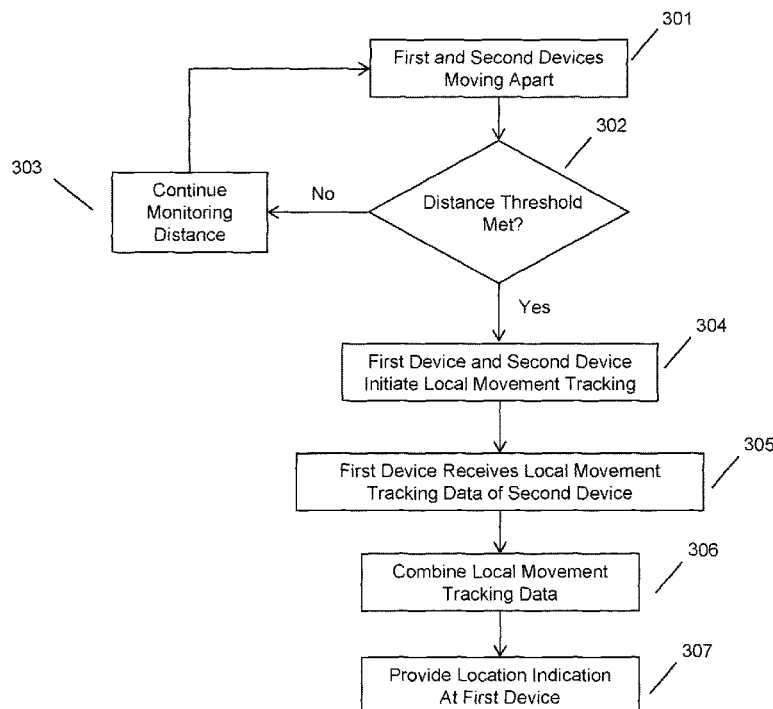 301
First and Second Devices
Moving Apart
302
303
Continue
Monitoring
Distance
No
Distance Threshold
Met?
Yes
304
First Device and Second Device
Initiate Local Movement Tracking
305
First Device Receives Local Movement
Tracking Data of Second Device
306
Combine Local Movement
Tracking Data
307
Provide Location Indication
At First Device